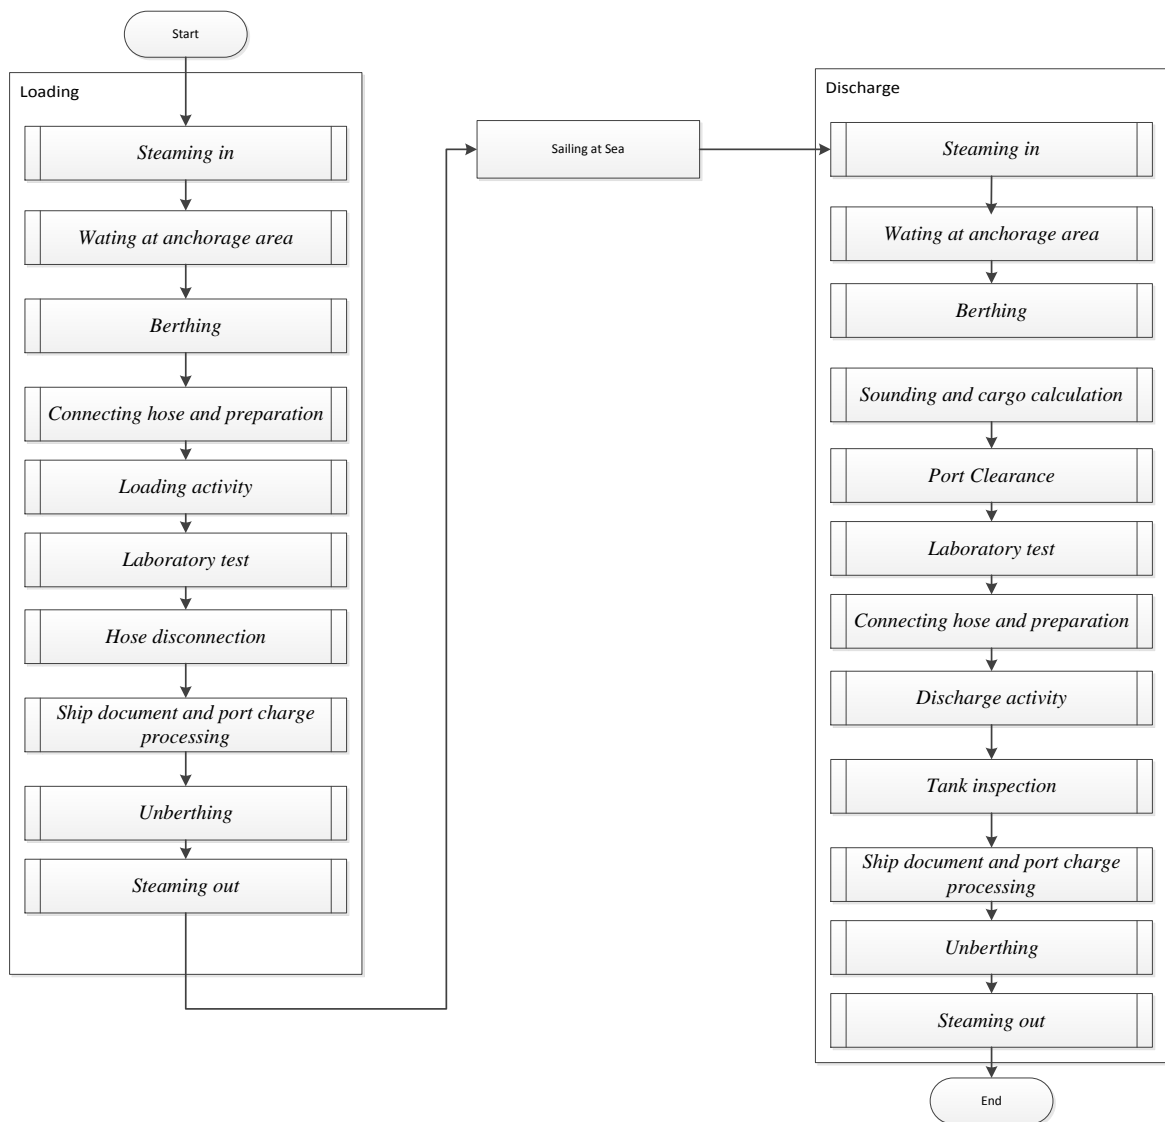 Start
Loading
Steaming in
Wating at anchorage area
Berthing
Connecting hose and preparation
Loading activity
Laboratory test
Hose disconnection
Ship document and port charge
processing
Unberthing
Steaming out
Sailing at Sea
Discharge
Steaming in
Wating at anchorage area
Berthing
Sounding and cargo calculation
Port Clearance
Laboratory test
Connecting hose and preparation
Discharge activity
Tank inspection
Ship document and port charge
processing
Unberthing
Steaming out
End